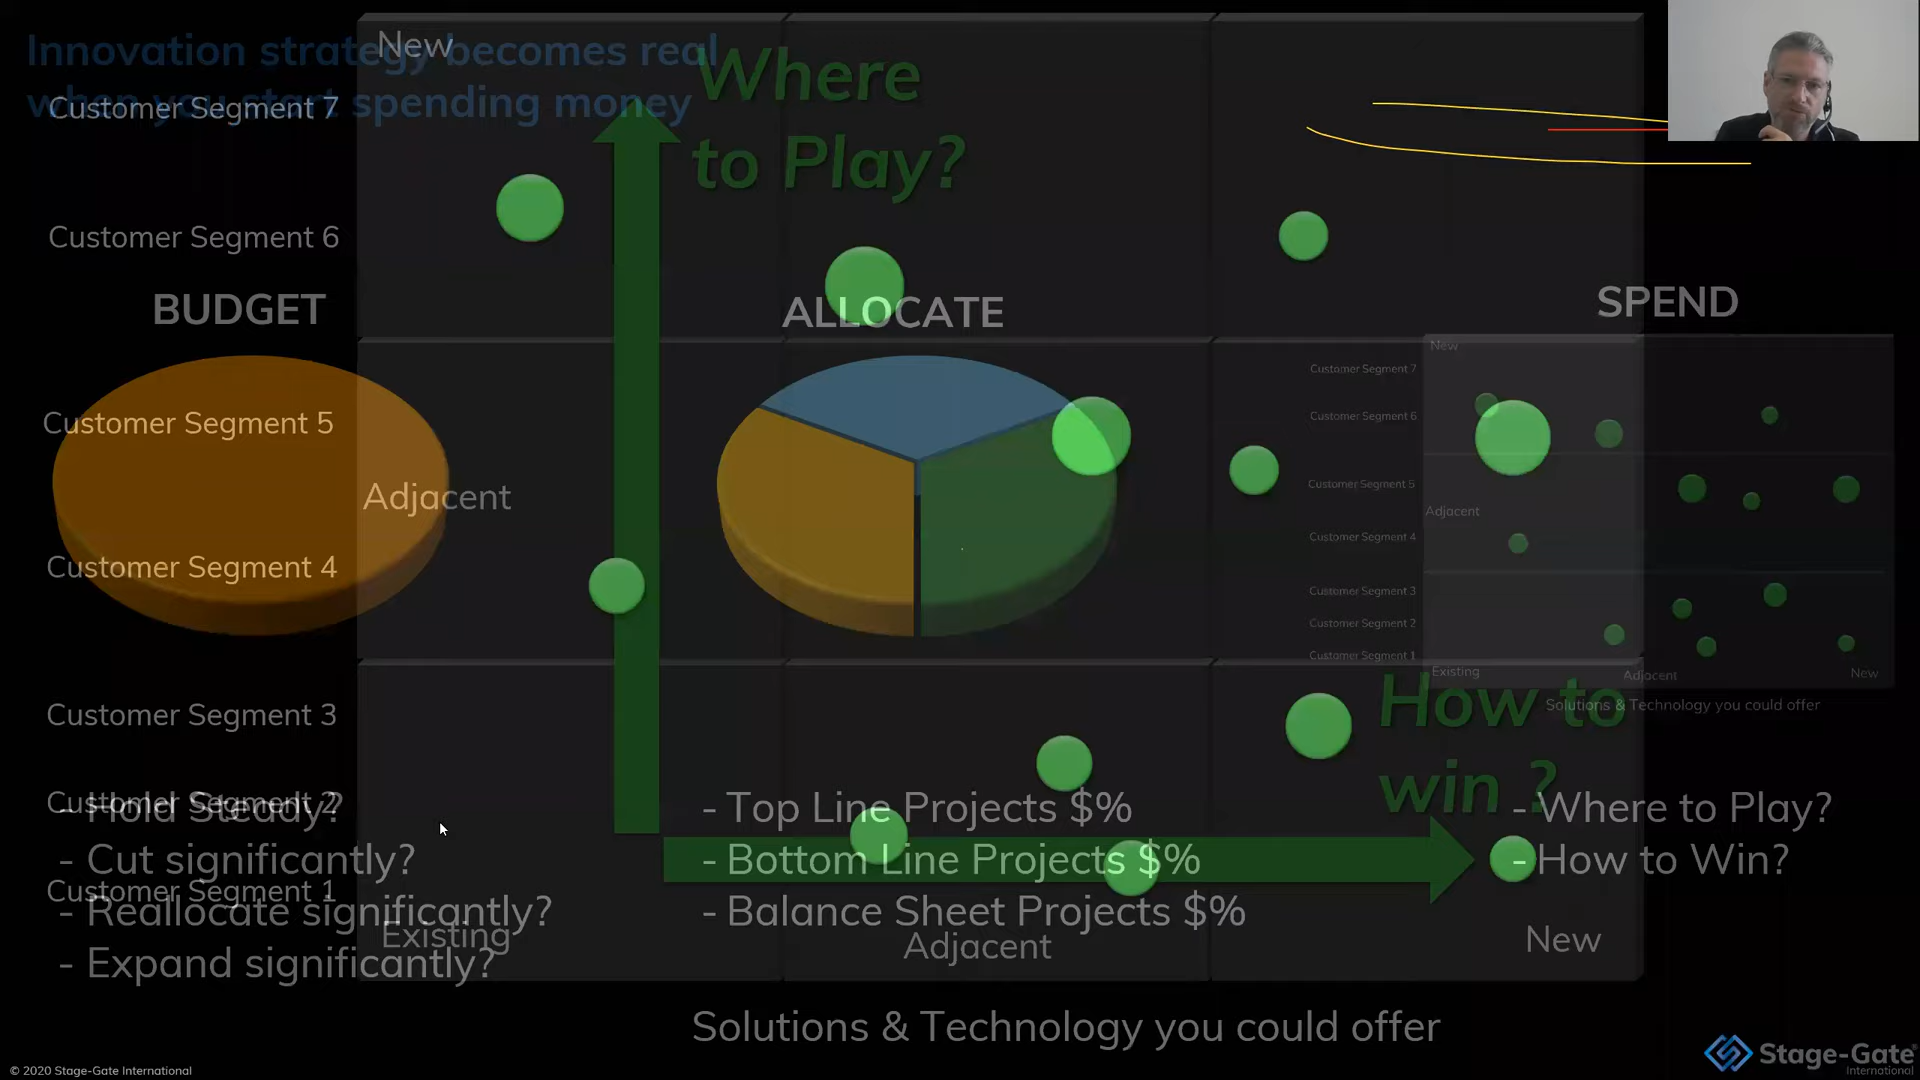 Innovation strategy becomes real
when you start spending money
New
Where
to Play?
Customer Segment 7
Customer Segment 6
BUDGET
ALLOCATE
SPEND
Customer Segment 5
Adjacent
Customer Segment 4
Customer Segment 3
Customer Segment 2
Customer Segment 1
New
Customer Segment 7
Customer Segment 6
Customer Segment 5
Adjacent
Customer Segment 4
Customer Segment 3
Customer Segment 2
Customer Segment 1
Existing
Adjacent
New
Solutions & Technology you could offer
How to
win ?
- Hold Steady?
- Cut significantly?
- Reallocate significantly?
- Expand significantly?
- Top Line Projects $%
- Bottom Line Projects $%
- Balance Sheet Projects $%
- Where to Play?
- How to Win?
Existing
Adjacent
New
Solutions & Technology you could offer
© 2020 Stage-Gate International
Stage-Gate®
International